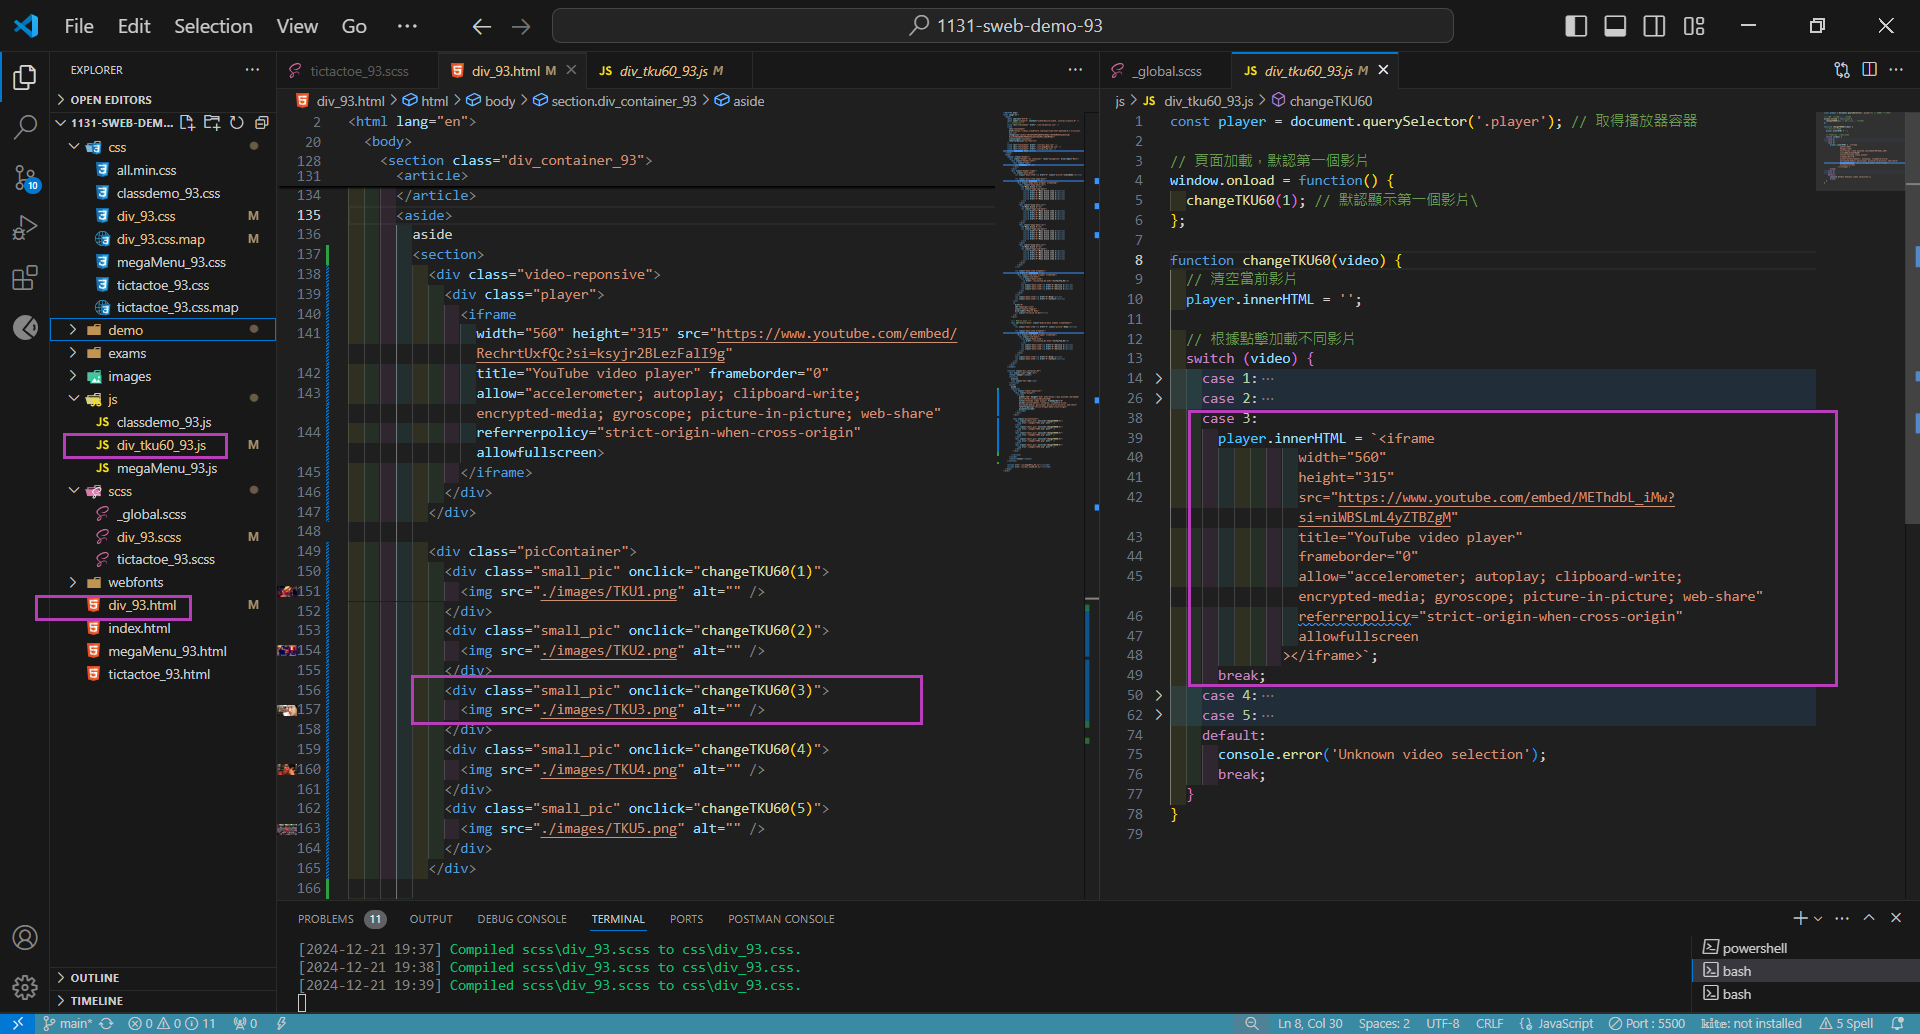 File Edit Selection View Go ··· 1131-sweb-demo-93
EXPLORER ···
OPEN EDITORS
1131-SWEB-DEM...
css
all.min.css
classdemo_93.css
div_93.css M
div_93.css.map M
megaMenu_93.css
tictactoe_93.css
tictactoe_93.css.map
demo
exams
images
js
JS classdemo_93.js
JS div_tku60_93.js M
JS megaMenu_93.js
scss
_global.scss
div_93.scss M
tictactoe_93.scss
webfonts
div_93.html M
index.html
megaMenu_93.html
tictactoe_93.html
OUTLINE
TIMELINE
10
tictactoe_93.scss div_93.html M JS div_tku60_93.js M ···
div_93.html > html > body > section.div_container_93 > aside
2 <html lang="en">
20 <body>
128 <section class="div_container_93">
131 <article>
134 </article>
135 <aside>
136 aside
137 <section>
138 <div class="video-reponsive">
139 <div class="player">
140 <iframe
141 width="560" height="315" src="https://www.youtube.com/embed/
RechrtUxfQc?si=ksyjr2BLezFalI9g"
142 title="YouTube video player" frameborder="0"
143 allow="accelerometer; autoplay; clipboard-write;
encrypted-media; gyroscope; picture-in-picture; web-share"
144 referrerpolicy="strict-origin-when-cross-origin"
allowfullscreen>
145 </iframe>
146 </div>
147 </div>
148
149 <div class="picContainer">
150 <div class="small_pic" onclick="changeTKU60(1)">
151 <img src="./images/TKU1.png" alt="" />
152 </div>
153 <div class="small_pic" onclick="changeTKU60(2)">
154 <img src="./images/TKU2.png" alt="" />
155 </div>
156 <div class="small_pic" onclick="changeTKU60(3)">
157 <img src="./images/TKU3.png" alt="" />
158 </div>
159 <div class="small_pic" onclick="changeTKU60(4)">
160 <img src="./images/TKU4.png" alt="" />
161 </div>
162 <div class="small_pic" onclick="changeTKU60(5)">
163 <img src="./images/TKU5.png" alt="" />
164 </div>
165 </div>
166
_global.scss JS div_tku60_93.js M ···
js > JS div_tku60_93.js > changeTKU60
1 const player = document.querySelector('.player'); // 取得播放器容器
2
3 // 頁面加載，默認第一個影片
4 window.onload = function() {
5 changeTKU60(1); // 默認顯示第一個影片\
6 };
7
8 function changeTKU60(video) {
9 // 清空當前影片
10 player.innerHTML = '';
11
12 // 根據點擊加載不同影片
13 switch (video) {
14 case 1: ···
26 case 2: ···
38 case 3:
39 player.innerHTML = `<iframe
40 width="560"
41 height="315"
42 src="https://www.youtube.com/embed/METhdbL_iMw?
si=niWBSLmL4yZTBZgM"
43 title="YouTube video player"
44 frameborder="0"
45 allow="accelerometer; autoplay; clipboard-write;
encrypted-media; gyroscope; picture-in-picture; web-share"
46 referrerpolicy="strict-origin-when-cross-origin"
47 allowfullscreen
48 ></iframe>`;
49 break;
50 case 4: ···
62 case 5: ···
74 default:
75 console.error('Unknown video selection');
76 break;
77 }
78 }
79
PROBLEMS 11 OUTPUT DEBUG CONSOLE TERMINAL PORTS POSTMAN CONSOLE
[2024-12-21 19:37] Compiled scss\div_93.scss to css\div_93.css.
[2024-12-21 19:38] Compiled scss\div_93.scss to css\div_93.css.
[2024-12-21 19:39] Compiled scss\div_93.scss to css\div_93.css.
powershell
bash
bash
main* 0 0 11 0 Ln 8, Col 30 Spaces: 2 UTF-8 CRLF {} JavaScript Port : 5500 kite: not installed 5 Spell